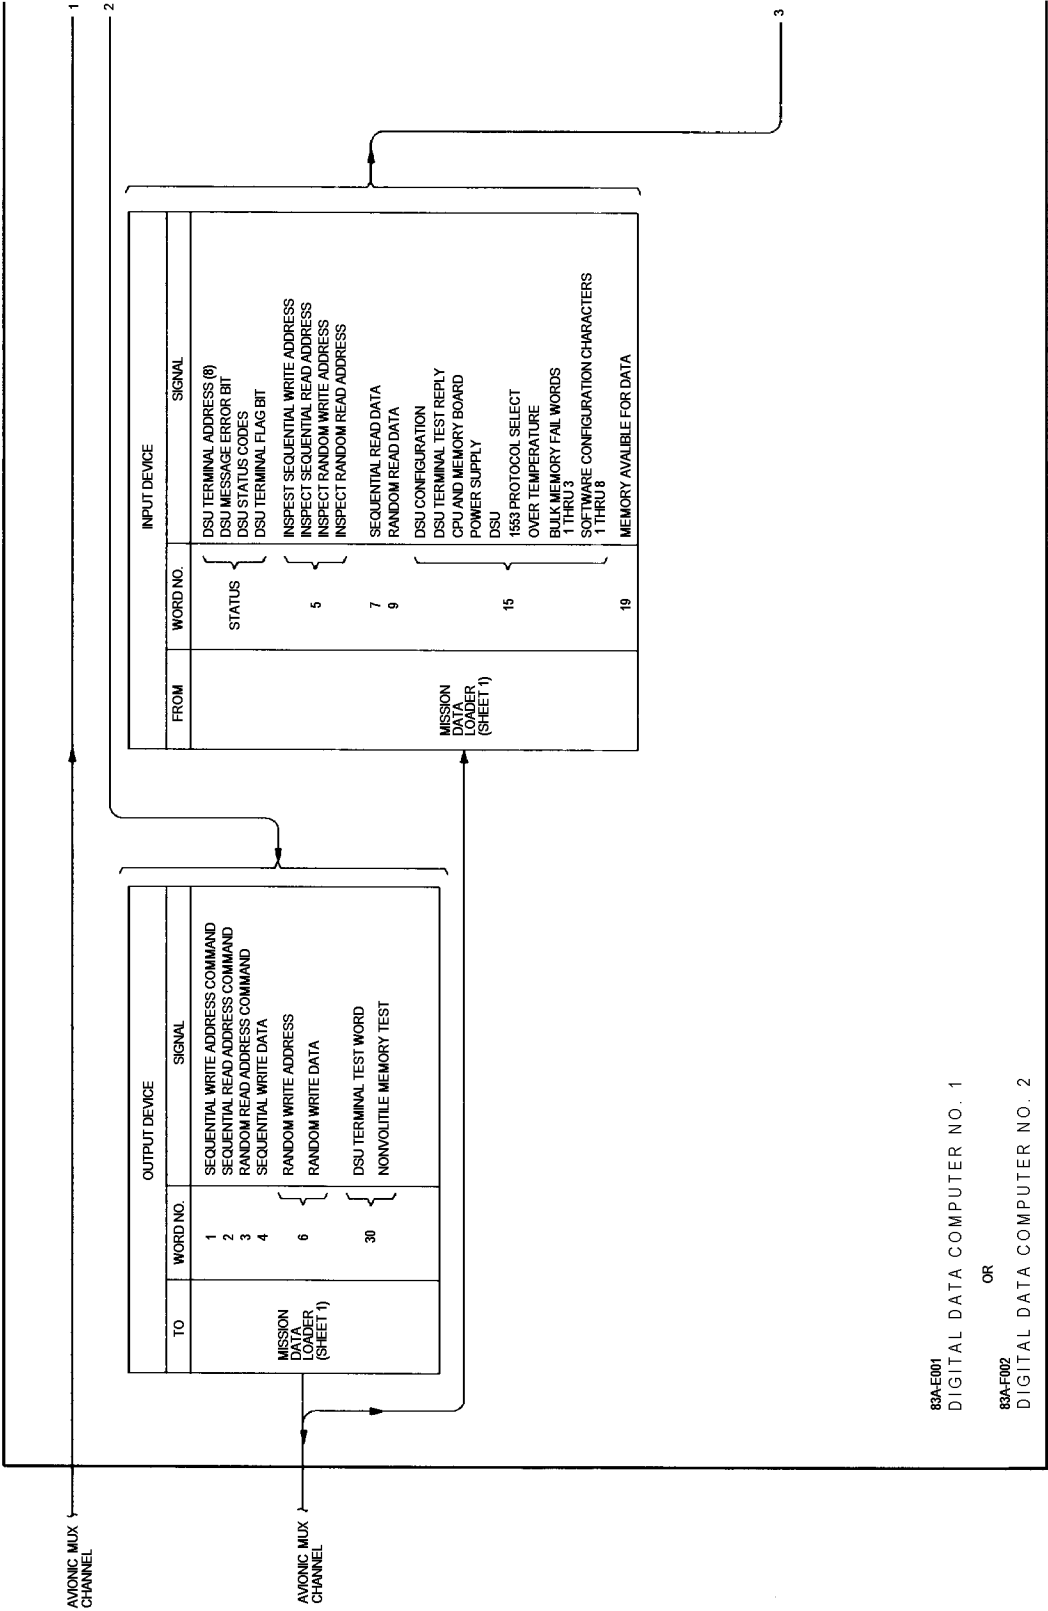 AVIONIC MUX
CHANNEL
1
2
AVIONIC MUX
CHANNEL
OUTPUT DEVICE
TO
WORD NO.
SIGNAL
MISSION
DATA
LOADER
(SHEET 1)
1 SEQUENTIAL WRITE ADDRESS COMMAND
2 SEQUENTIAL READ ADDRESS COMMAND
3 RANDOM READ ADDRESS COMMAND
4 SEQUENTIAL WRITE DATA
6
RANDOM WRITE ADDRESS
RANDOM WRITE DATA
30
DSU TERMINAL TEST WORD
NONVOLITILE MEMORY TEST
INPUT DEVICE
FROM
WORD NO.
SIGNAL
MISSION
DATA
LOADER
(SHEET 1)
STATUS
DSU TERMINAL ADDRESS (8)
DSU MESSAGE ERROR BIT
DSU STATUS CODES
DSU TERMINAL FLAG BIT
5
INSPEST SEQUENTIAL WRITE ADDRESS
INSPECT SEQUENTIAL READ ADDRESS
INSPECT RANDOM WRITE ADDRESS
INSPECT RANDOM READ ADDRESS
7 SEQUENTIAL READ DATA
9 RANDOM READ DATA
15
DSU CONFIGURATION
DSU TERMINAL TEST REPLY
CPU AND MEMORY BOARD
POWER SUPPLY
DSU
1553 PROTOCOL SELECT
OVER TEMPERATURE
BULK MEMORY FAIL WORDS
1 THRU 3
SOFTWARE CONFIGURATION CHARACTERS
1 THRU 8
19 MEMORY AVALIBLE FOR DATA
3
83A-E001
DIGITAL DATA COMPUTER NO. 1
OR
83A-F002
DIGITAL DATA COMPUTER NO. 2